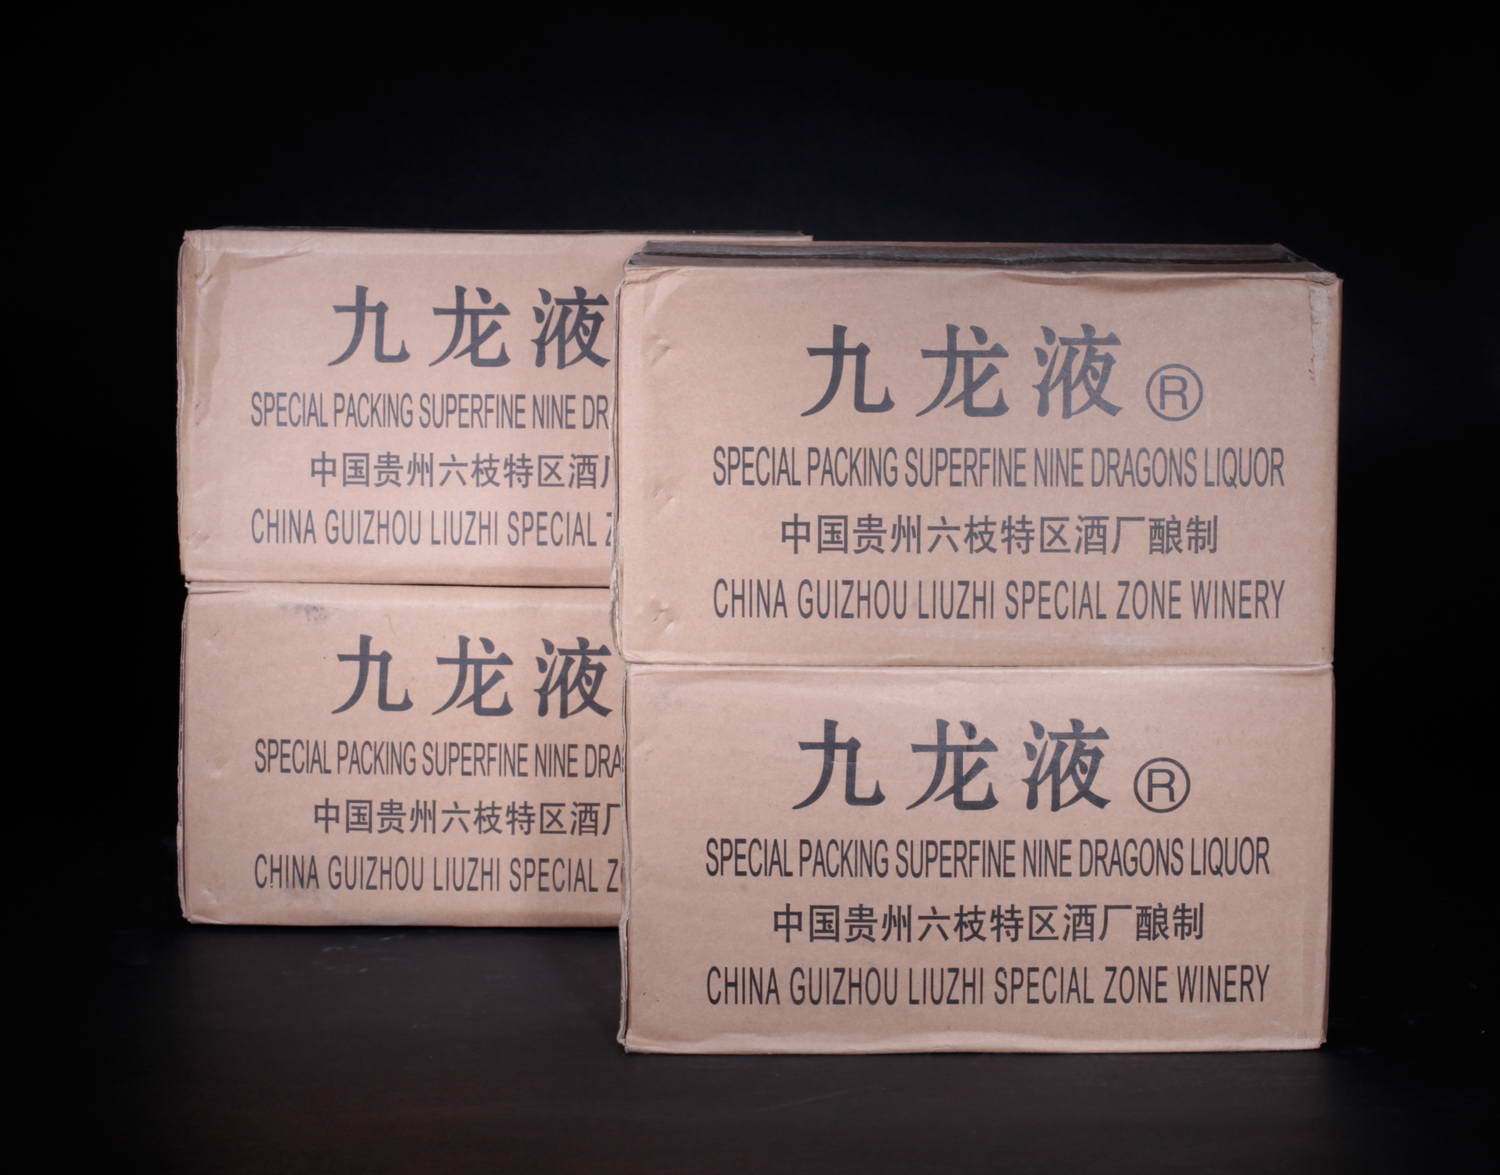 九龙液
SPECIAL PACKING SUPERFINE NINE DR
中国贵州六枝特区酒厂
CHINA GUIZHOU LIUZHI SPECIAL Z
九龙液
SPECIAL PACKING SUPERFINE NINE DRA
中国贵州六枝特区酒厂
CHINA GUIZHOU LIUZHI SPECIAL Z
九龙液®
SPECIAL PACKING SUPERFINE NINE DRAGONS LIQUOR
中国贵州六枝特区酒厂酿制
CHINA GUIZHOU LIUZHI SPECIAL ZONE WINERY
九龙液®
SPECIAL PACKING SUPERFINE NINE DRAGONS LIQUOR
中国贵州六枝特区酒厂酿制
CHINA GUIZHOU LIUZHI SPECIAL ZONE WINERY